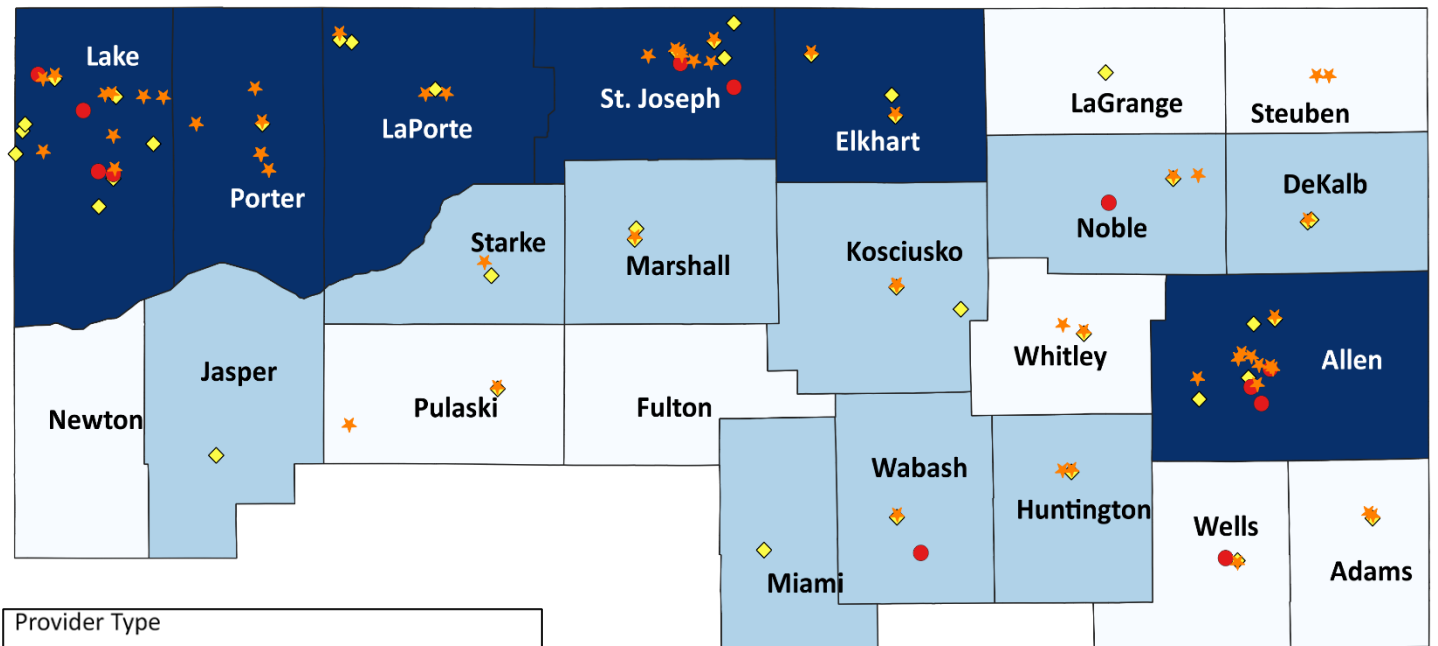 Lake
LaGrange
St. Joseph
Steuben
LaPorte
Elkhart
Porter
DeKalb
Noble
Starke
Kosciusko
Marshall
Whitley
Allen
Jasper
Pulaski
Fulton
Newton
Wabash
Huntington
Wells
Adams
Miami
Provider Type